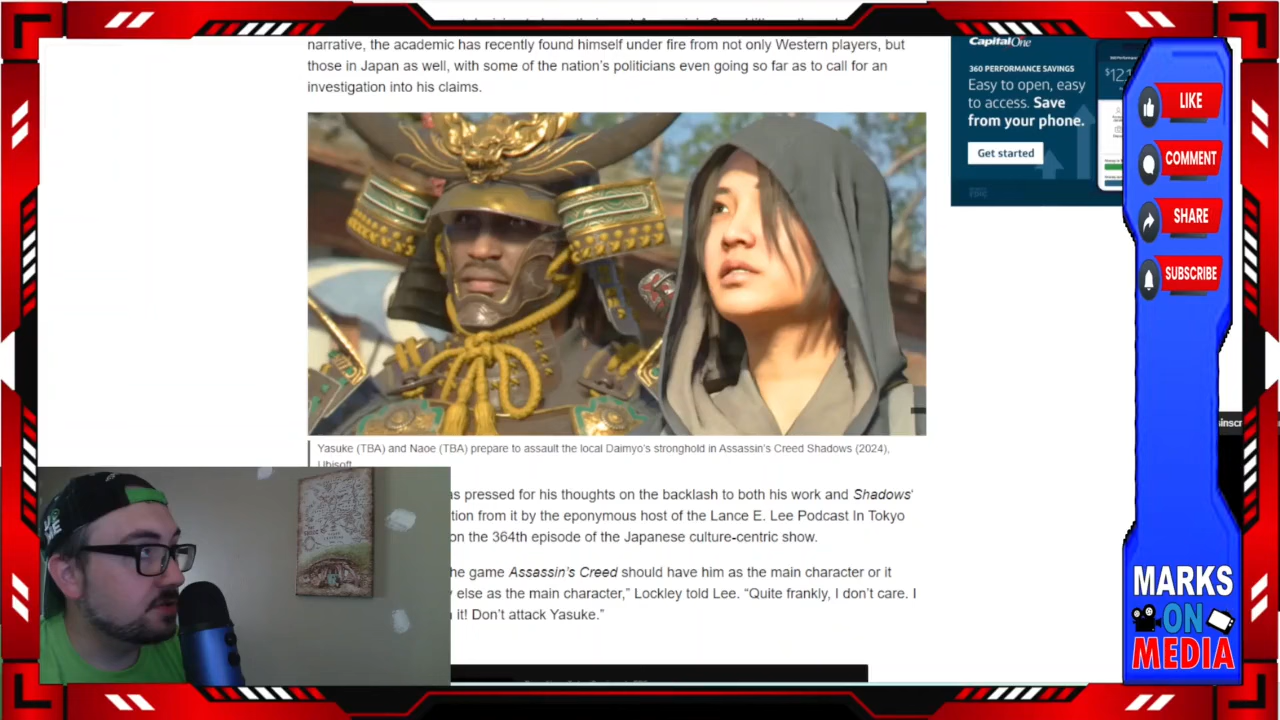 narrative, the academic has recently found himself under fire from not only Western players, but
those in Japan as well, with some of the nation's politicians even going so far as to call for an
investigation into his claims.
Yasuke (TBA) and Naoe (TBA) prepare to assault the local Daimyo's stronghold in Assassin's Creed Shadows (2024),
Ubisoft
pressed for his thoughts on the backlash to both his work and Shadows'
from it by the eponymous host of the Lance E. Lee Podcast In Tokyo
on the 364th episode of the Japanese culture-centric show.
game Assassin's Creed should have him as the main character or it
else as the main character," Lockley told Lee. "Quite frankly, I don't care. I
it! Don't attack Yasuke."
Capital One
360 PERFORMANCE SAVINGS
Easy to open, easy
to access. Save
from your phone.
Get started
LIKE
COMMENT
SHARE
SUBSCRIBE
MARKS
ON
MEDIA